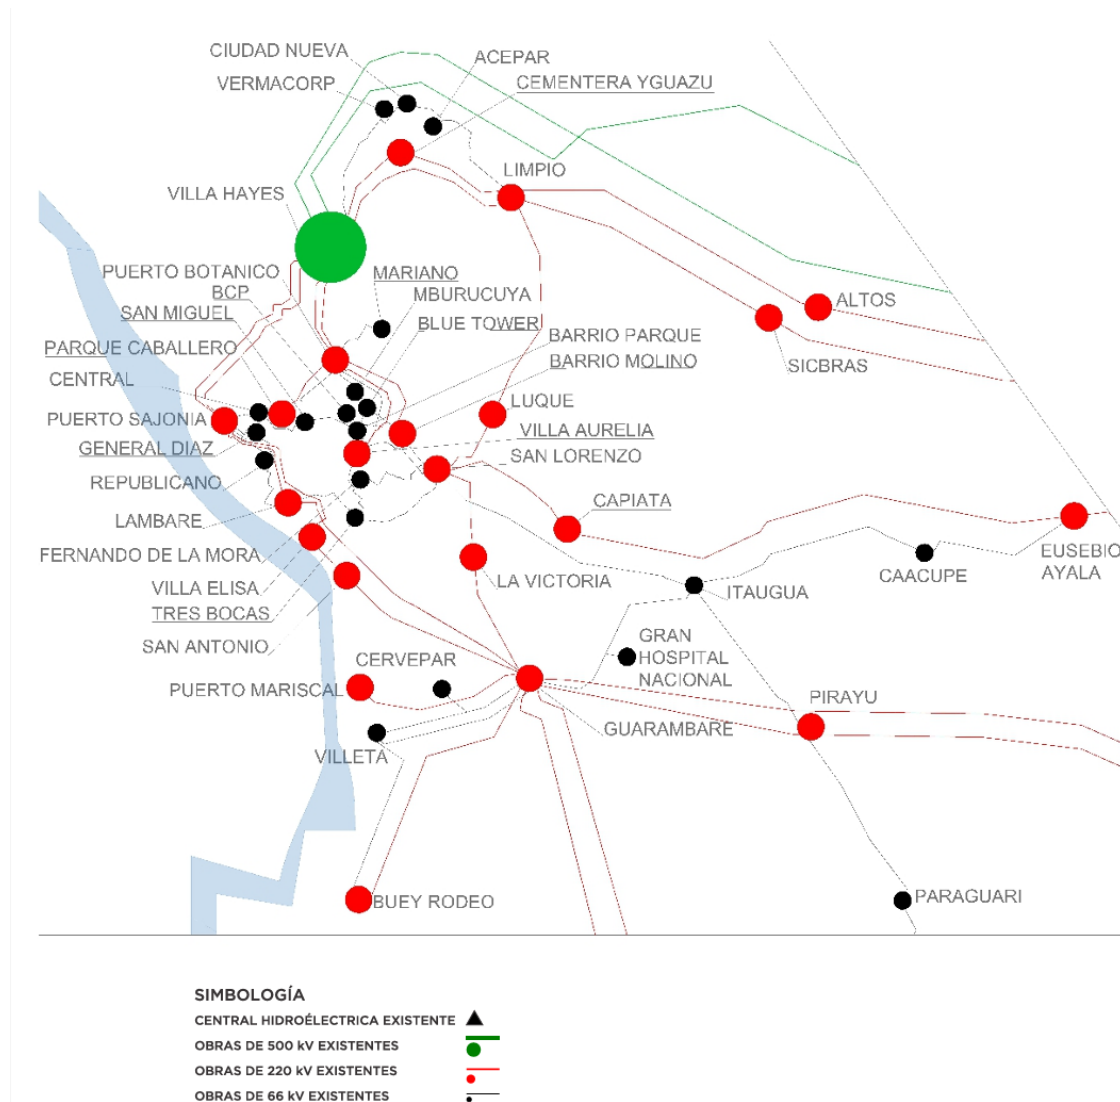 CIUDAD NUEVA
ACEPAR
VERMACORP
CEMENTERA YGUAZU
LIMPIO
VILLA HAYES
PUERTO BOTANICO
MARIANO
BCP
MBURUCUYA
ALTOS
SAN MIGUEL
BLUE TOWER
BARRIO PARQUE
PARQUE CABALLERO
BARRIO MOLINO
SICBRAS
CENTRAL
LUQUE
PUERTO SAJONIA
VILLA AURELIA
GENERAL DIAZ
SAN LORENZO
REPUBLICANO
CAPIATA
LAMBARE
FERNANDO DE LA MORA
EUSEBIO
AYALA
CAACUPE
VILLA ELISA
LA VICTORIA
ITAUGUA
TRES BOCAS
SAN ANTONIO
GRAN
HOSPITAL
NACIONAL
CERVEPAR
PUERTO MARISCAL
PIRAYU
GUARAMBARE
VILLETA
BUEY RODEO
PARAGUARI
SIMBOLOGÍA
CENTRAL HIDROÉLECTRICA EXISTENTE
OBRAS DE 500 kV EXISTENTES
OBRAS DE 220 kV EXISTENTES
OBRAS DE 66 kV EXISTENTES